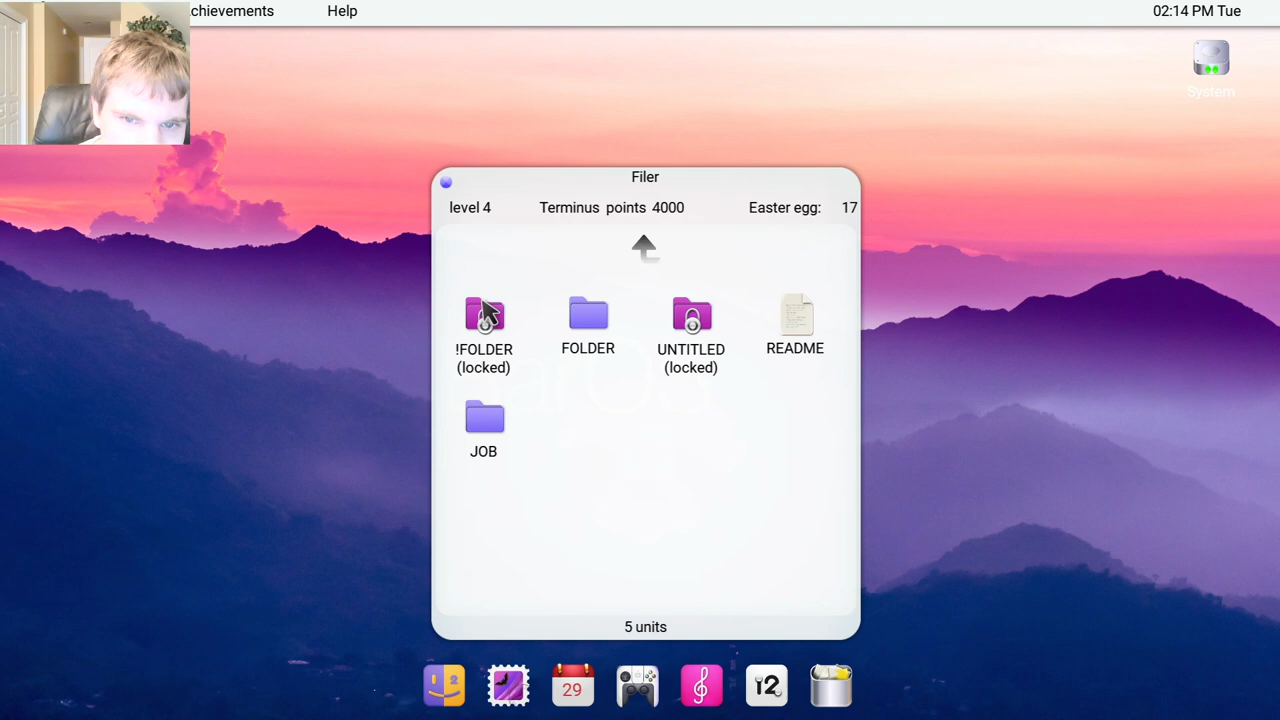 chievements Help 02:14 PM Tue
System
Filer
level 4 Terminus points 4000 Easter egg: 17
!FOLDER
(locked)
FOLDER
UNTITLED
(locked)
README
JOB
5 units
29
12